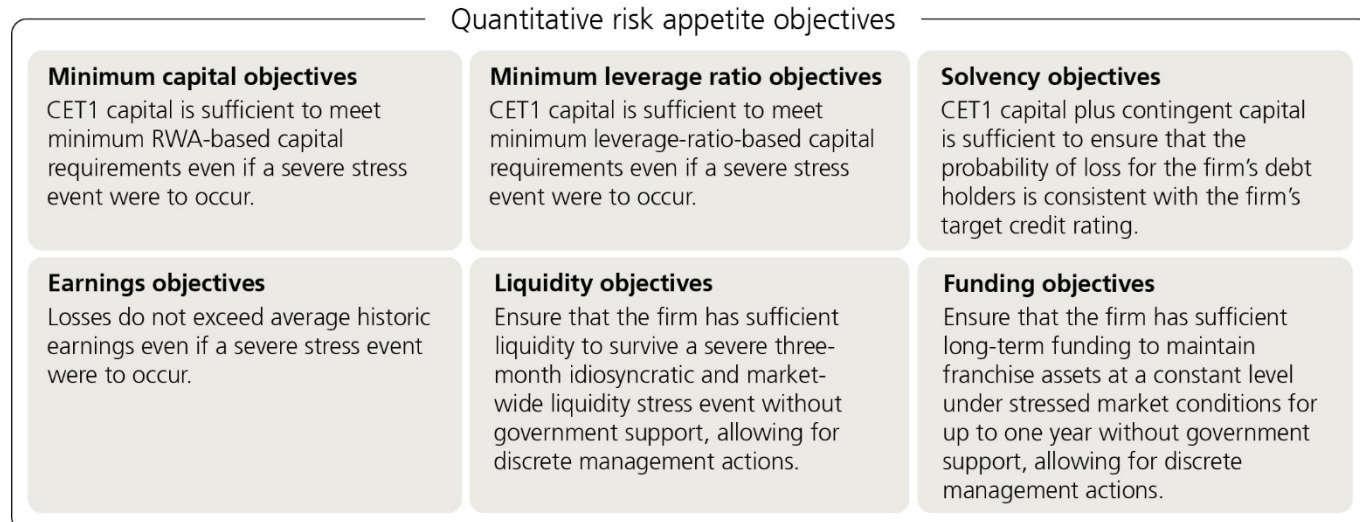 Quantitative risk appetite objectives
Minimum capital objectives
CET1 capital is sufficient to meet
minimum RWA-based capital
requirements even if a severe stress
event were to occur.
Minimum leverage ratio objectives
CET1 capital is sufficient to meet
minimum leverage-ratio-based capital
requirements even if a severe stress
event were to occur.
Solvency objectives
CET1 capital plus contingent capital
is sufficient to ensure that the
probability of loss for the firm’s debt
holders is consistent with the firm’s
target credit rating.
Earnings objectives
Losses do not exceed average historic
earnings even if a severe stress event
were to occur.
Liquidity objectives
Ensure that the firm has sufficient
liquidity to survive a severe three-
month idiosyncratic and market-
wide liquidity stress event without
government support, allowing for
discrete management actions.
Funding objectives
Ensure that the firm has sufficient
long-term funding to maintain
franchise assets at a constant level
under stressed market conditions for
up to one year without government
support, allowing for discrete
management actions.